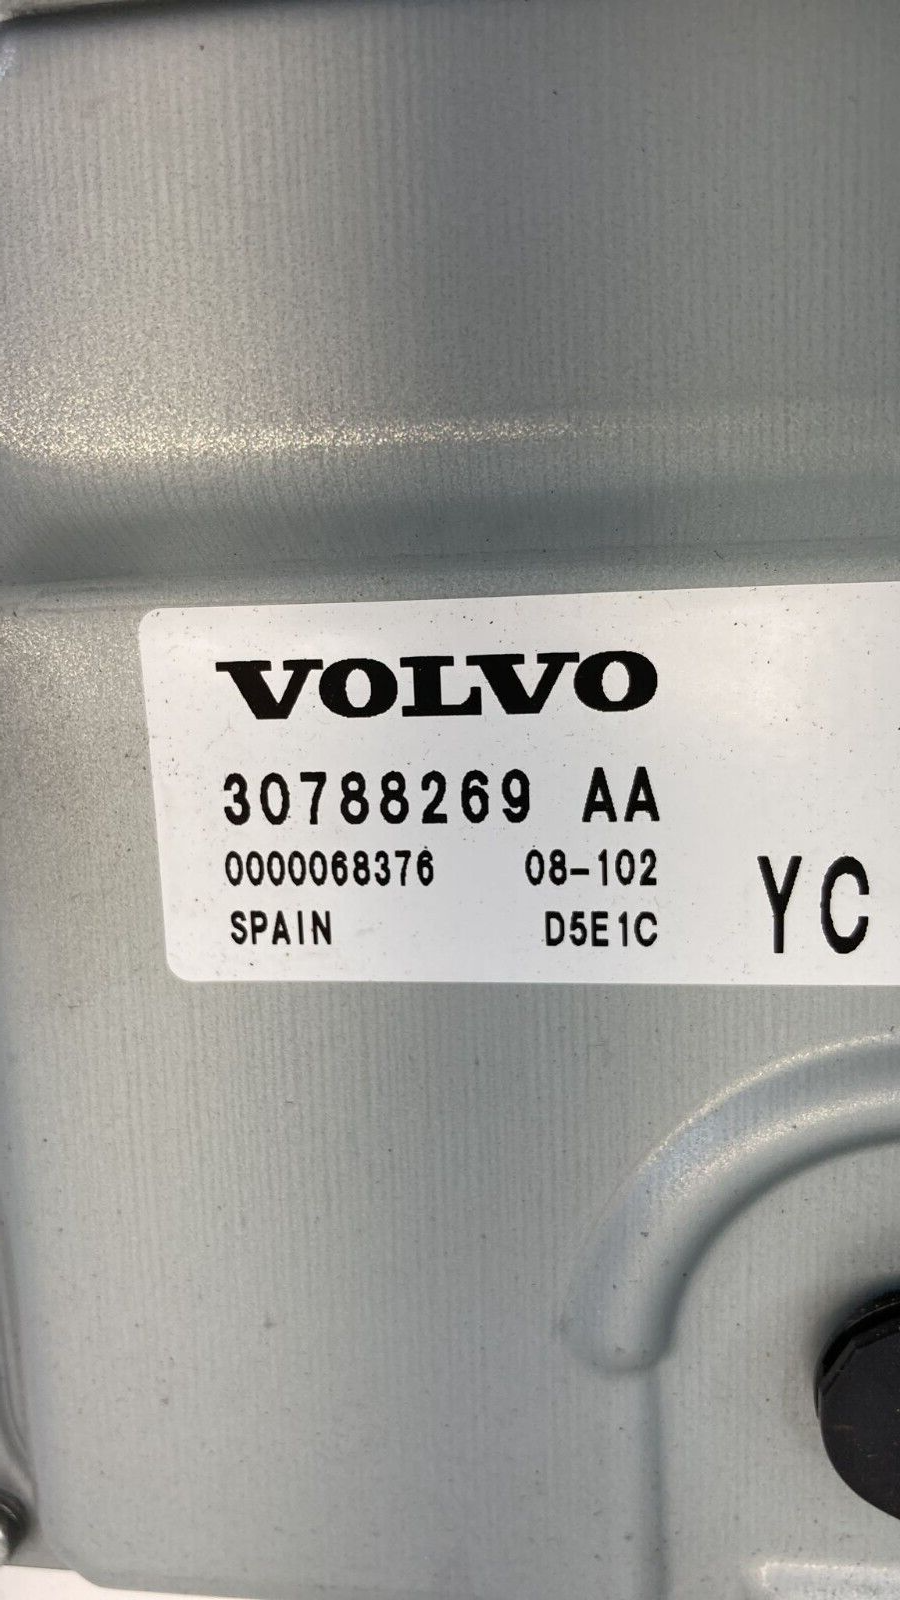 VOLVO
30788269 AA
0000068376 08-102
SPAIN D5E1C YC